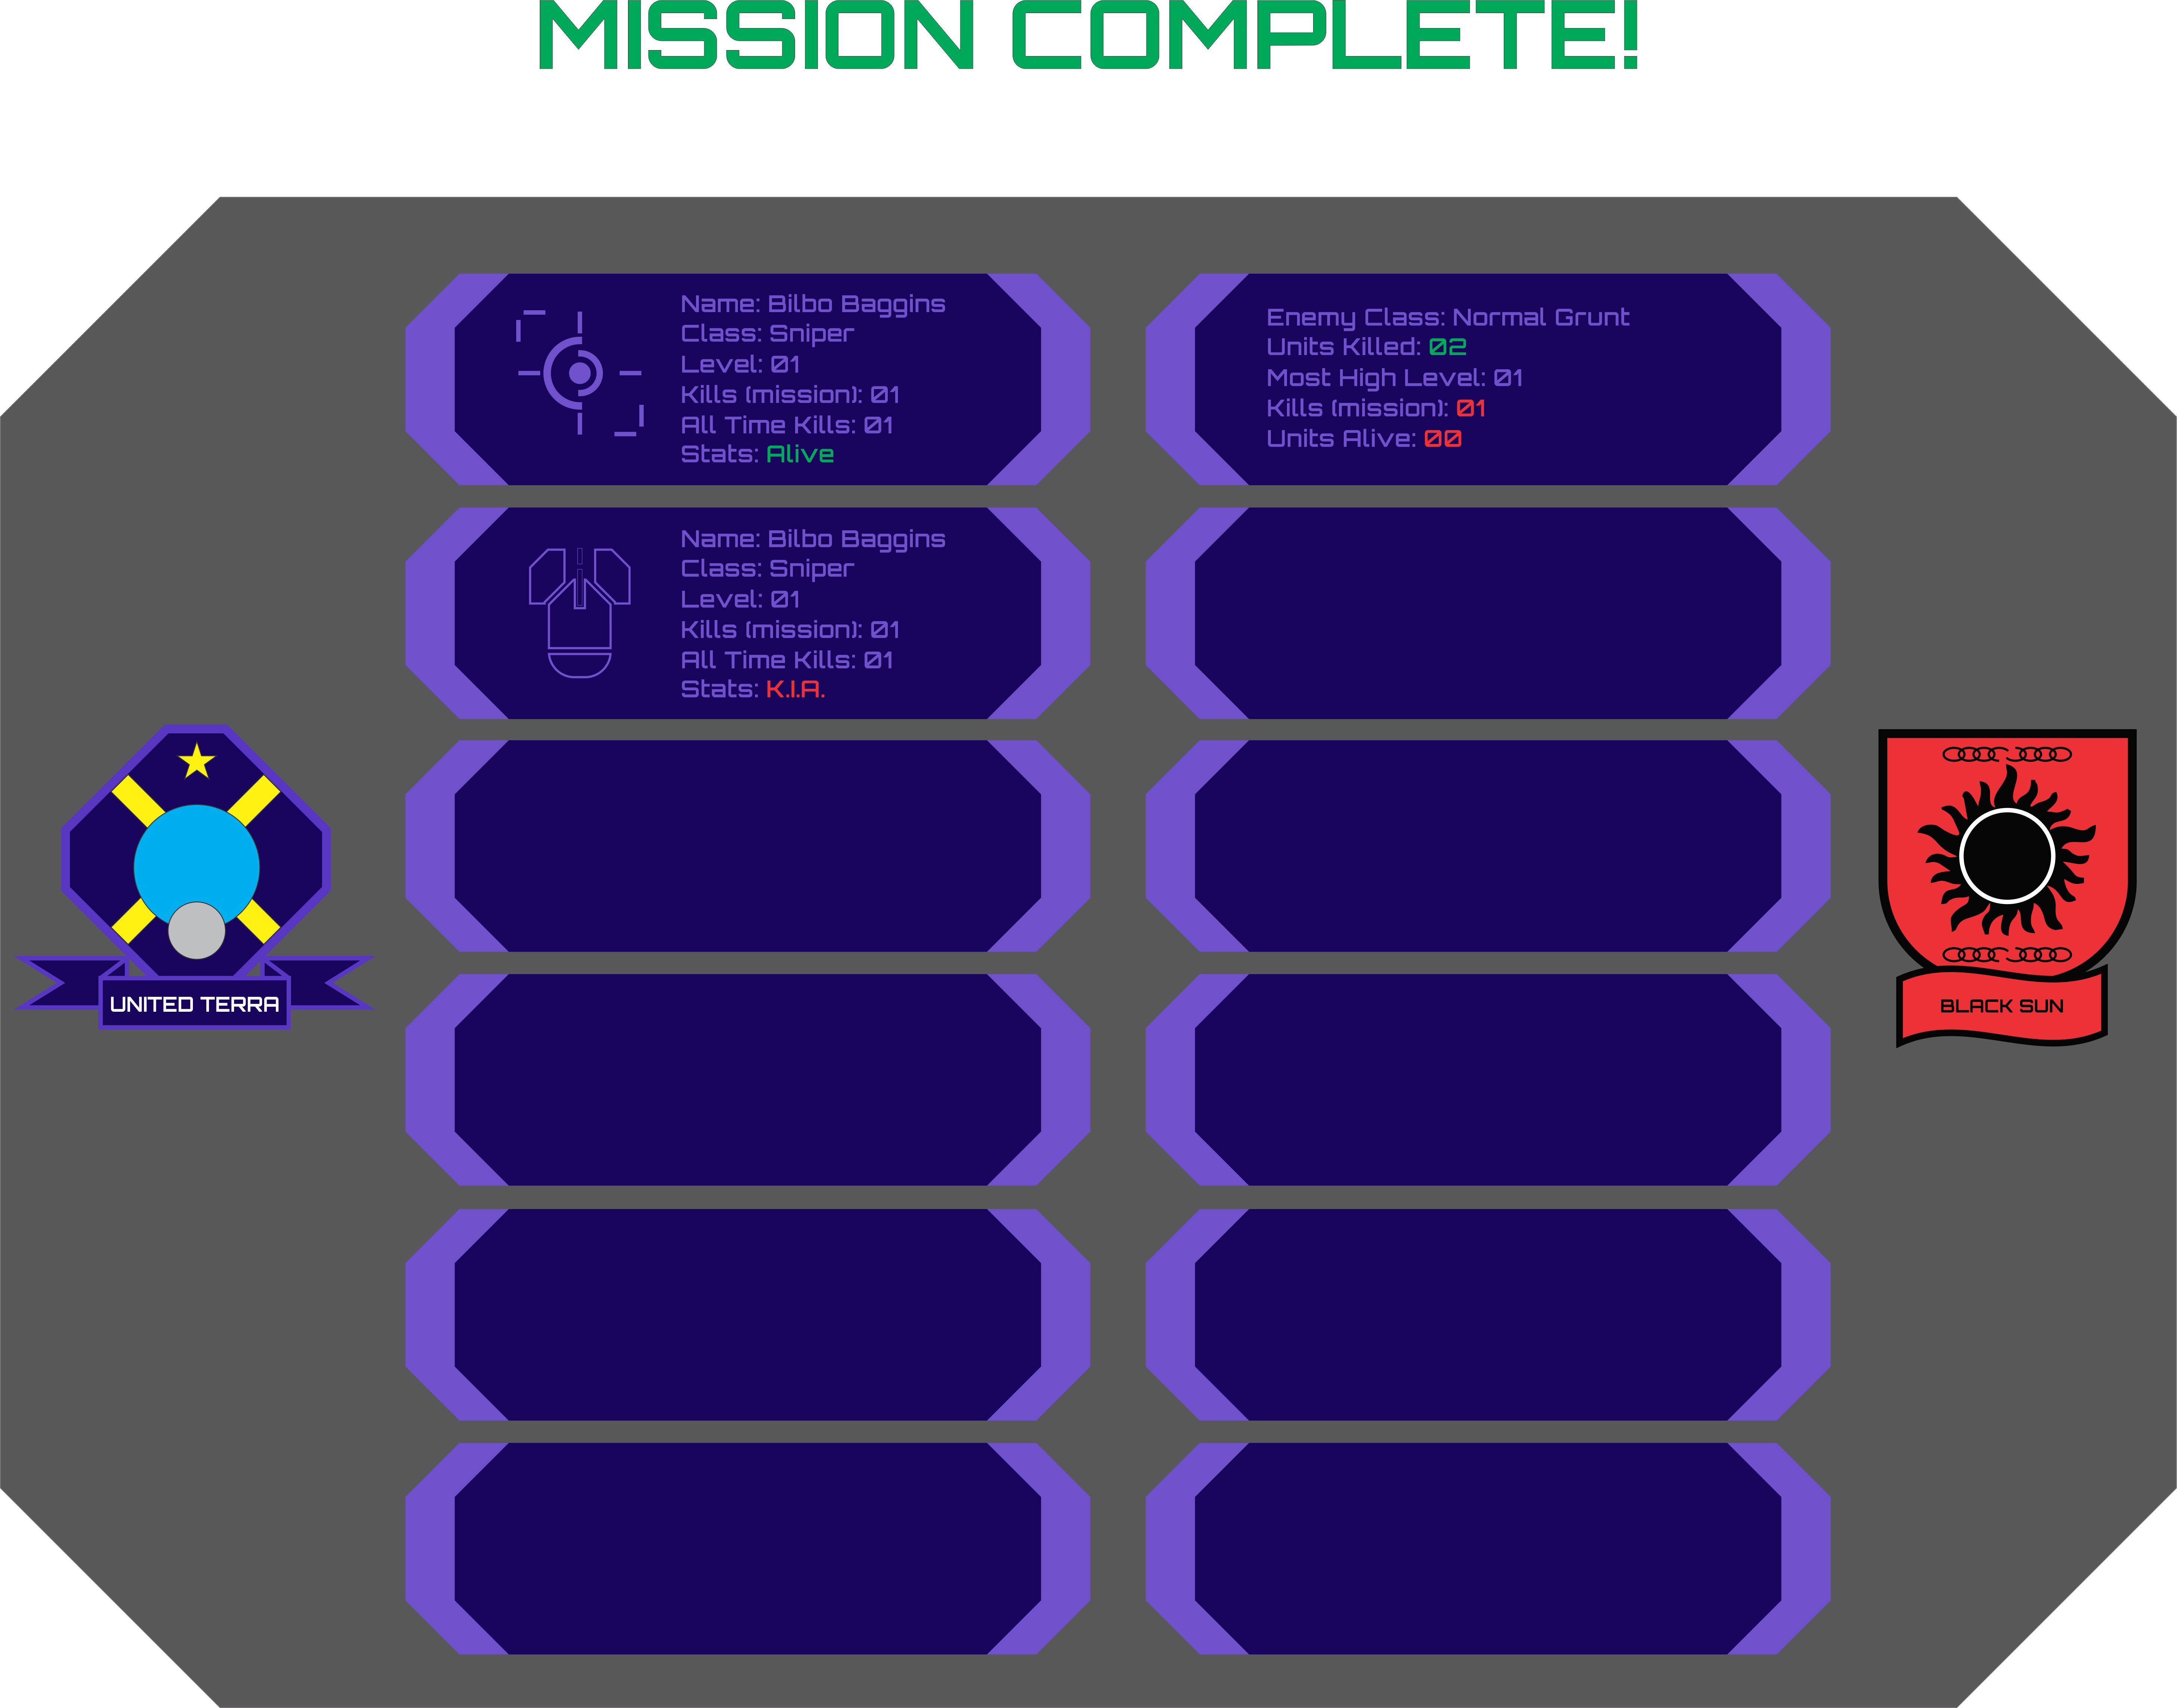 MISSION COMPLETE!
Name: Bilbo Baggins
Class: Sniper
Level: 01
Kills (mission): 01
All Time Kills: 01
Stats: Alive
Enemy Class: Normal Grunt
Units Killed: 02
Most High Level: 01
Kills (mission): 01
Units Alive: 00
Name: Bilbo Baggins
Class: Sniper
Level: 01
Kills (mission): 01
All Time Kills: 01
Stats: K.I.A.
UNITED TERRA
BLACK SUN